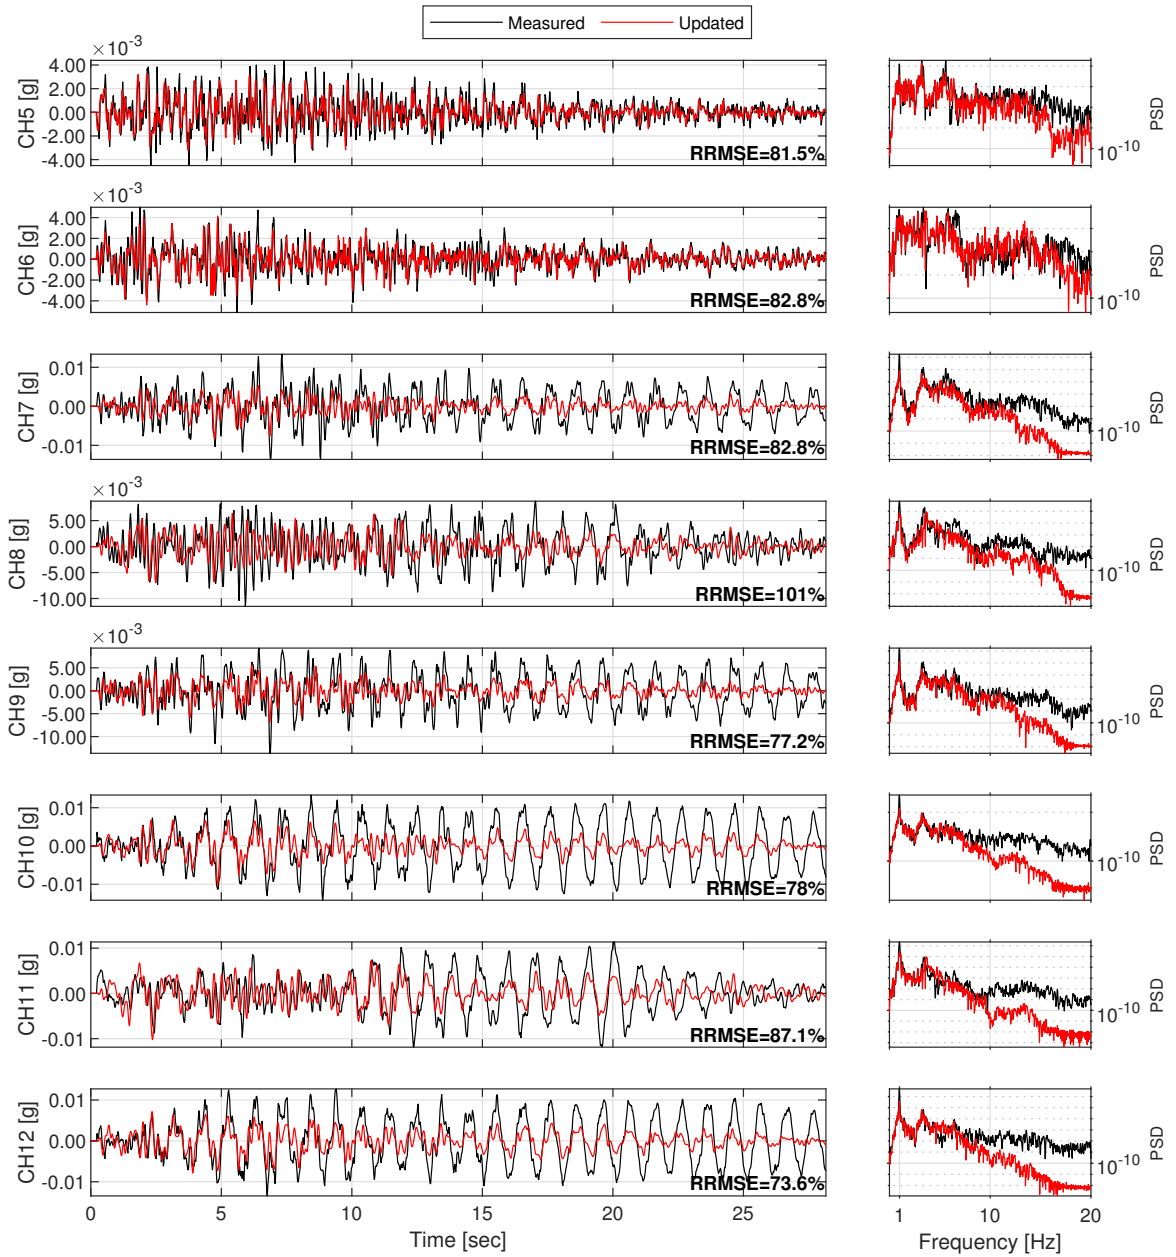 Measured Updated
×10⁻³
CH5 [g]
4.00
2.00
0.00
-2.00
-4.00
RRMSE=81.5%
10⁻¹⁰
PSD
×10⁻³
CH6 [g]
4.00
2.00
0.00
-2.00
-4.00
RRMSE=82.8%
10⁻¹⁰
PSD
CH7 [g]
0.01
0.00
-0.01
RRMSE=82.8%
10⁻¹⁰
PSD
×10⁻³
CH8 [g]
5.00
0.00
-5.00
-10.00
RRMSE=101%
10⁻¹⁰
PSD
×10⁻³
CH9 [g]
5.00
0.00
-5.00
-10.00
RRMSE=77.2%
10⁻¹⁰
PSD
CH10 [g]
0.01
0.00
-0.01
RRMSE=78%
10⁻¹⁰
PSD
CH11 [g]
0.01
0.00
-0.01
RRMSE=87.1%
10⁻¹⁰
PSD
CH12 [g]
0.01
0.00
-0.01
RRMSE=73.6%
10⁻¹⁰
PSD
0 5 10 15 20 25
Time [sec]
1 10 20
Frequency [Hz]